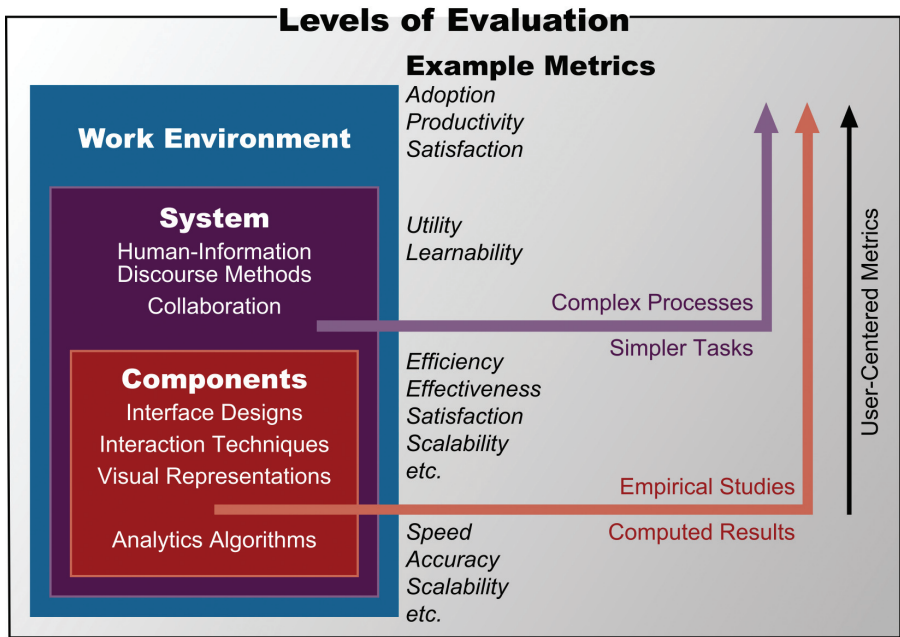 Levels of Evaluation
Example Metrics
Work Environment
Adoption
Productivity
Satisfaction
System
Human-Information
Discourse Methods
Collaboration
Utility
Learnability
Complex Processes
Simpler Tasks
Components
Interface Designs
Interaction Techniques
Visual Representations
Efficiency
Effectiveness
Satisfaction
Scalability
etc.
Empirical Studies
Computed Results
Analytics Algorithms
Speed
Accuracy
Scalability
etc.
User-Centered Metrics